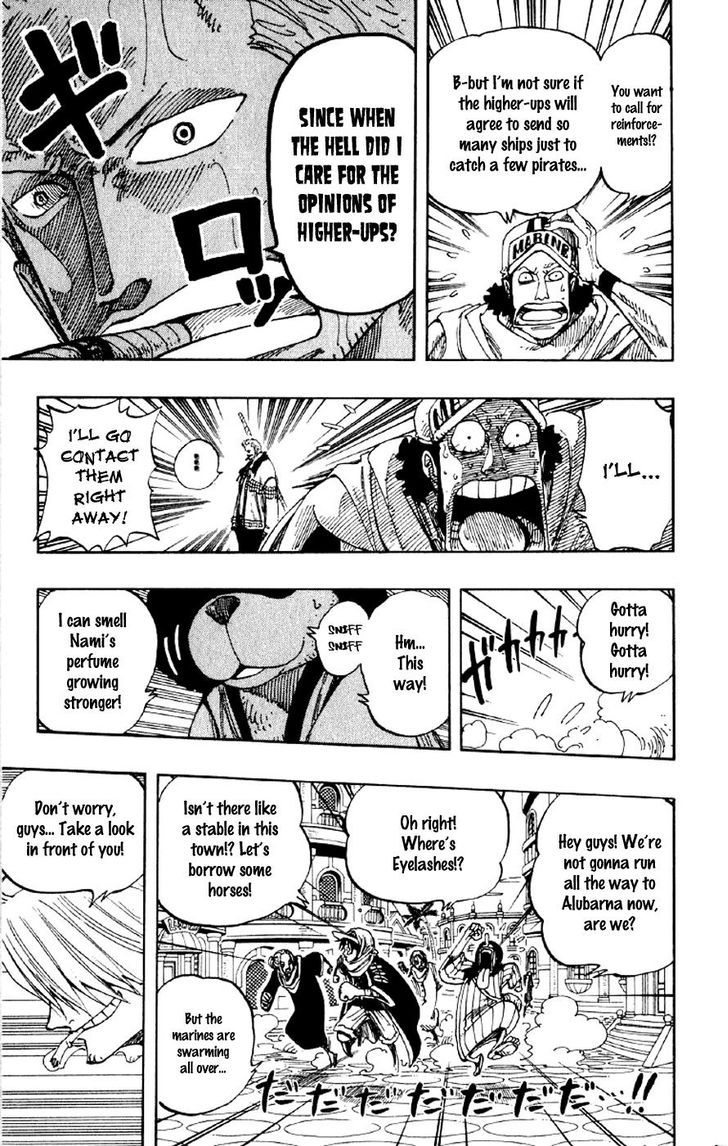 You want
to call for
reinforce-
ments!?
B-but I'm not sure if
the higher-ups will
agree to send so
many ships just to
catch a few pirates...
MARINE
SINCE WHEN
THE HELL DID I
CARE FOR THE
OPINIONS OF
HIGHER-UPS?
ギ
ロッ
I'LL...
...
I'LL GO
CONTACT
THEM
RIGHT
AWAY!
Gotta
hurry!
Gotta
hurry!
ガカカカ
Hm...
This
way!
SNIFF
SNIFF
I can smell
Nami's
perfume
growing
stronger!
Hey guys! We're
not gonna run
all the way to
Alubarna now,
are we?
Oh right!
Where's
Eyelashes!?
Isn't there like
a stable in this
town!? Let's
borrow some
horses!
But the
marines are
swarming
all over...
だだだだだだだ...!!
Don't worry,
guys... Take a look
in front of you!